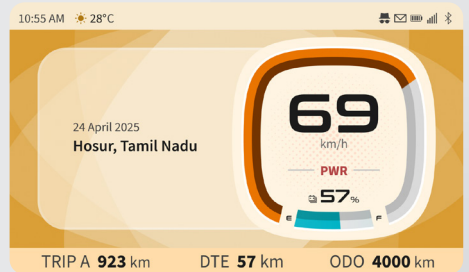 10:55 AM 28°C
24 April 2025
Hosur, Tamil Nadu
69
km/h
PWR
57%
E F
TRIP A 923 km DTE 57 km ODO 4000 km